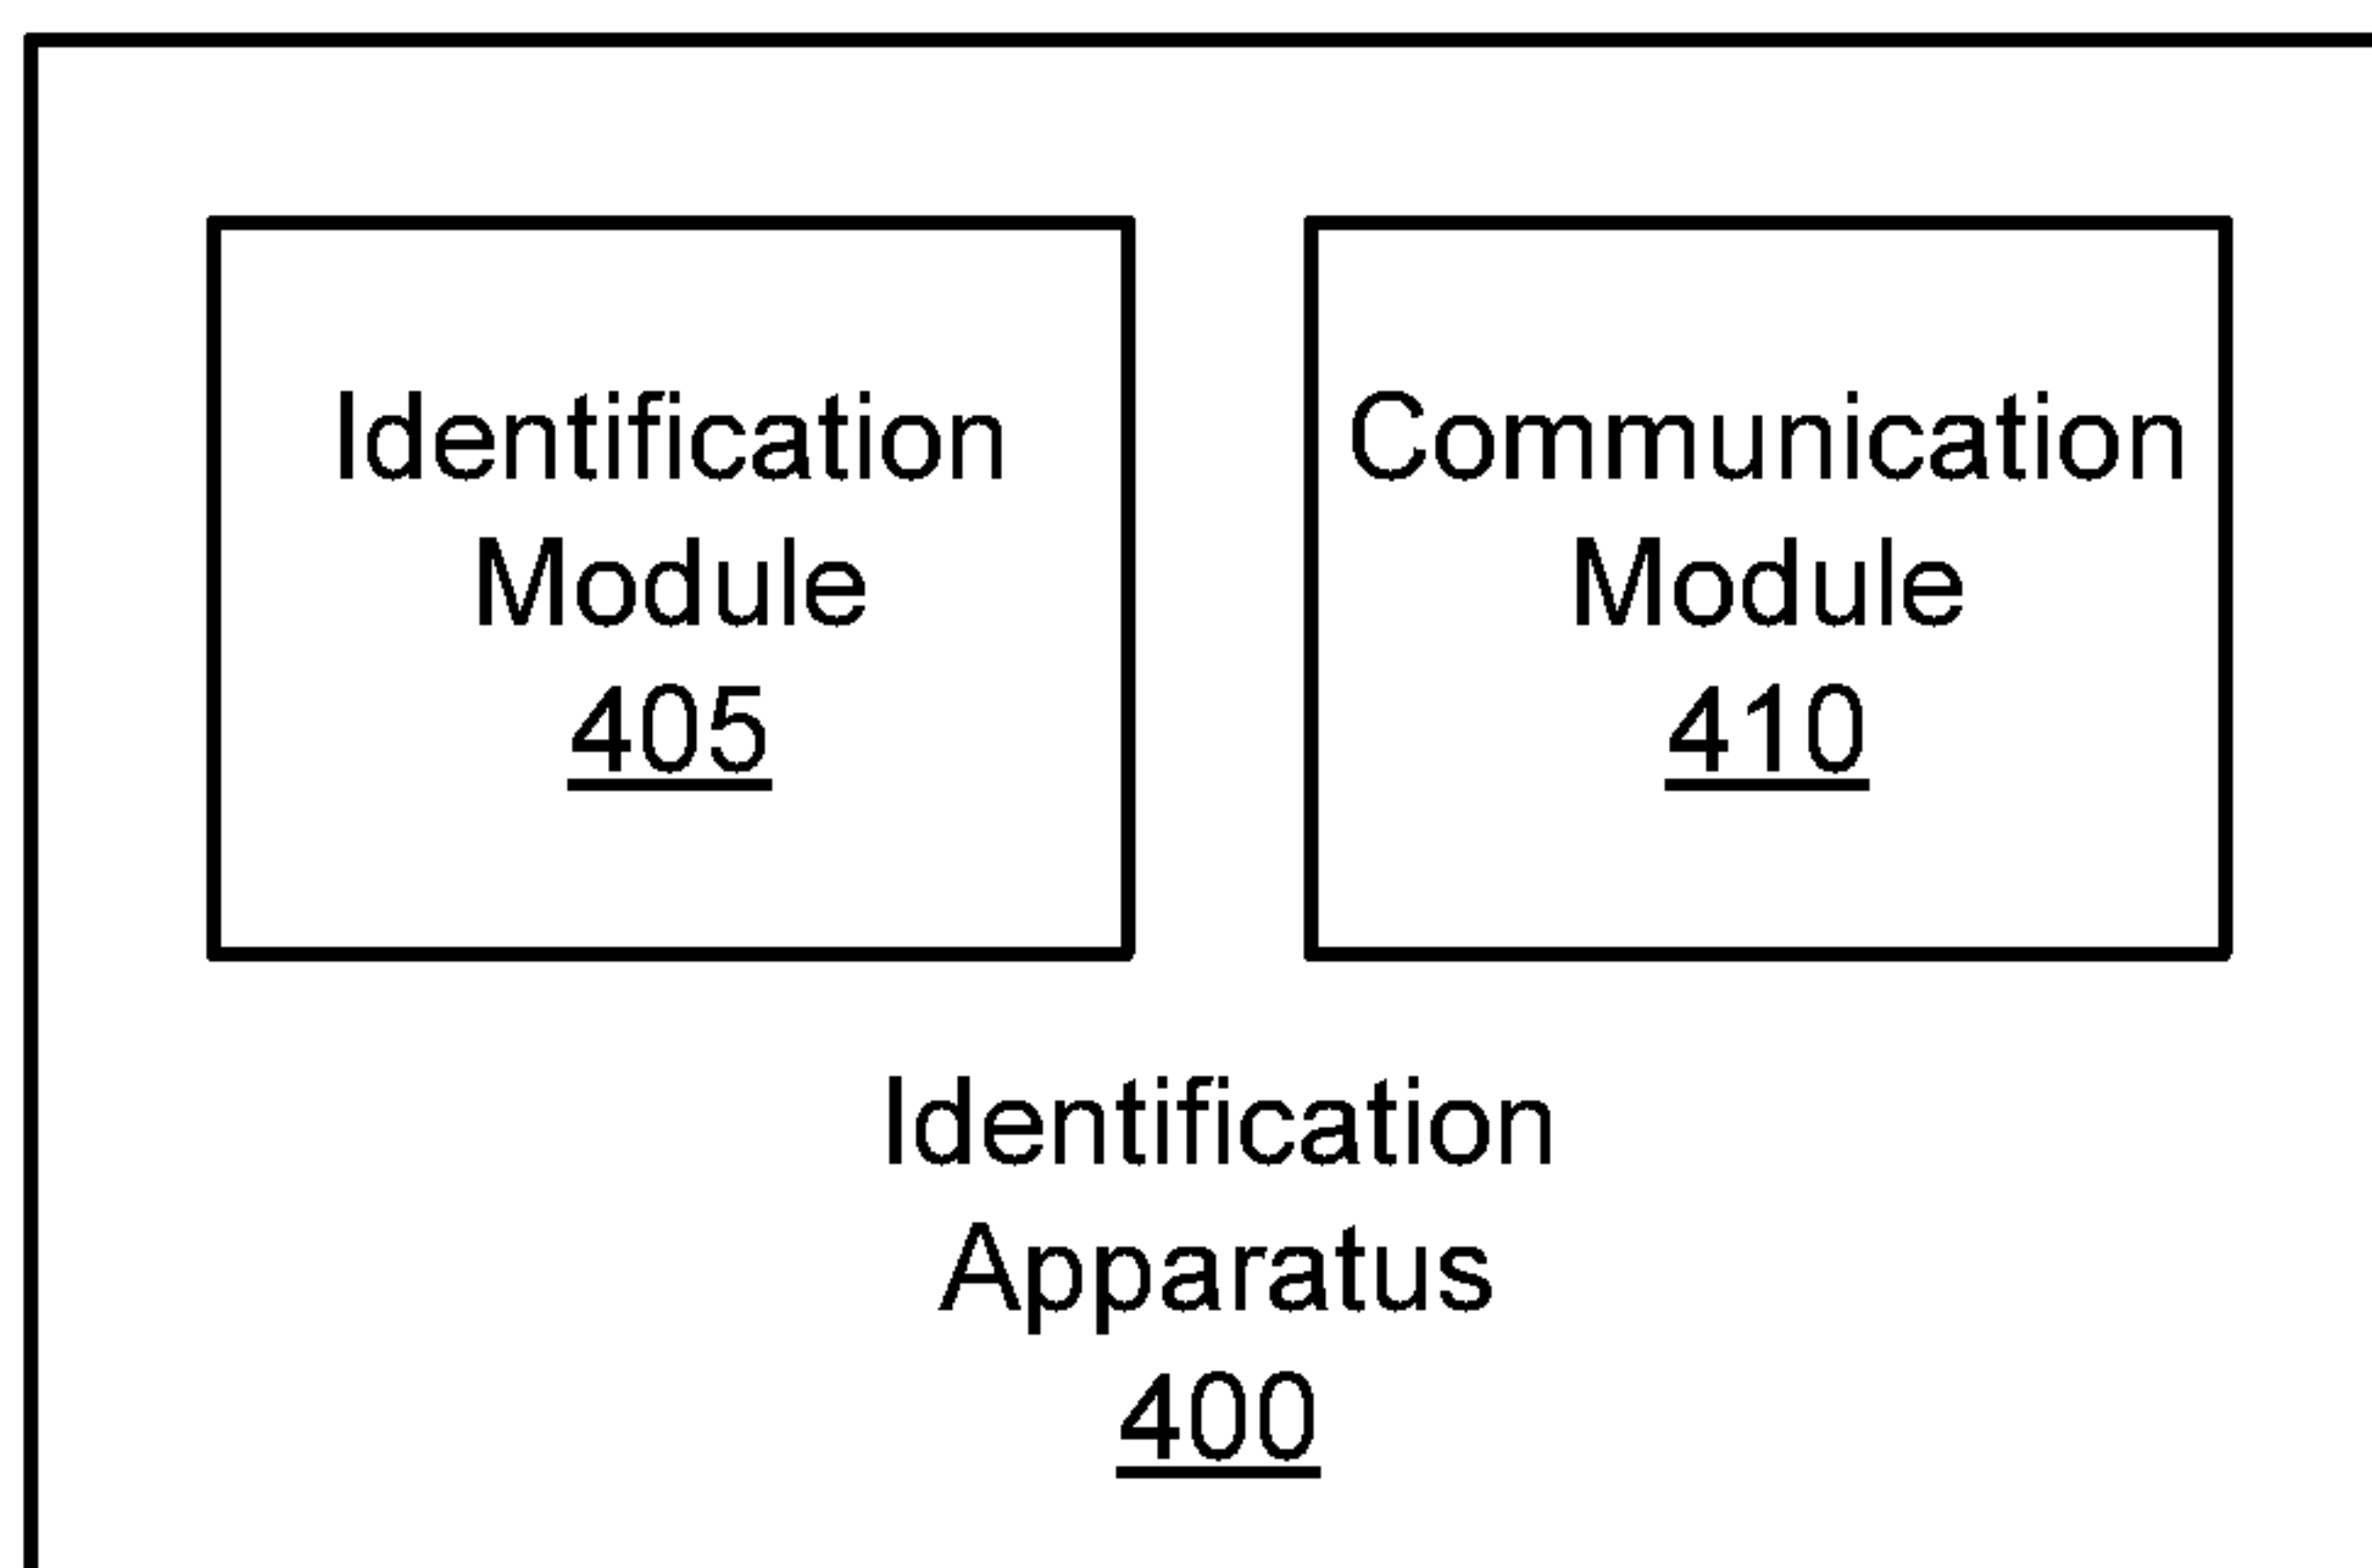 Identification
Module
405
Communication
Module
410
Identification
Apparatus
400